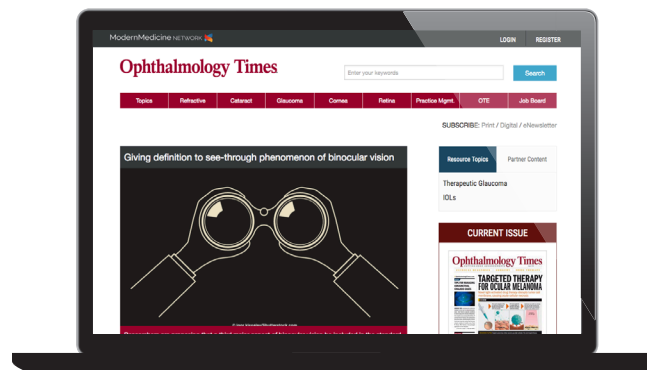 ModernMedicine NETWORK
LOGIN REGISTER
Ophthalmology Times
Enter your keywords
Search
Topics Refractive Cataract Glaucoma Cornea Retina Practice Mgmt. OTE Job Board
SUBSCRIBE: Print / Digital / eNewsletter
Giving definition to see-through phenomenon of binocular vision
Resource Topics Partner Content
Therapeutic Glaucoma
IOLs
CURRENT ISSUE
Ophthalmology Times
TARGETED THERAPY
FOR OCULAR MELANOMA